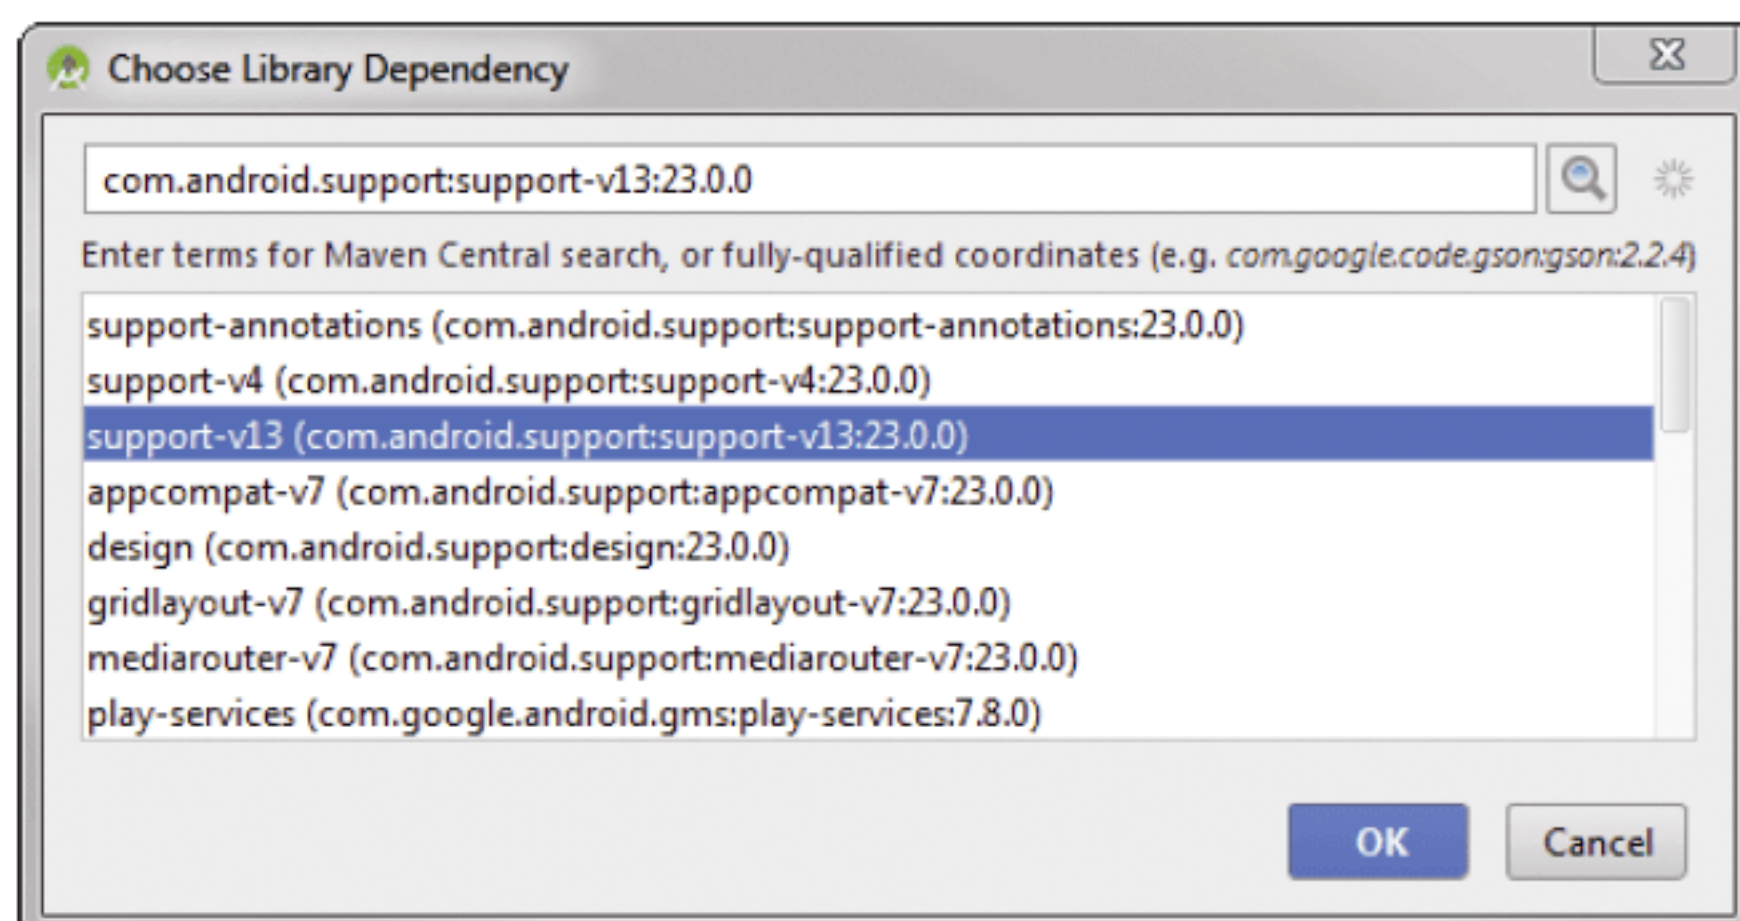 Choose Library Dependency
com.android.support:support-v13:23.0.0
Enter terms for Maven Central search, or fully-qualified coordinates (e.g. com.google.code.gson:gson:2.2.4)
support-annotations (com.android.support:support-annotations:23.0.0)
support-v4 (com.android.support:support-v4:23.0.0)
support-v13 (com.android.support:support-v13:23.0.0)
appcompat-v7 (com.android.support:appcompat-v7:23.0.0)
design (com.android.support:design:23.0.0)
gridlayout-v7 (com.android.support:gridlayout-v7:23.0.0)
mediarouter-v7 (com.android.support:mediarouter-v7:23.0.0)
play-services (com.google.android.gms:play-services:7.8.0)
OK Cancel